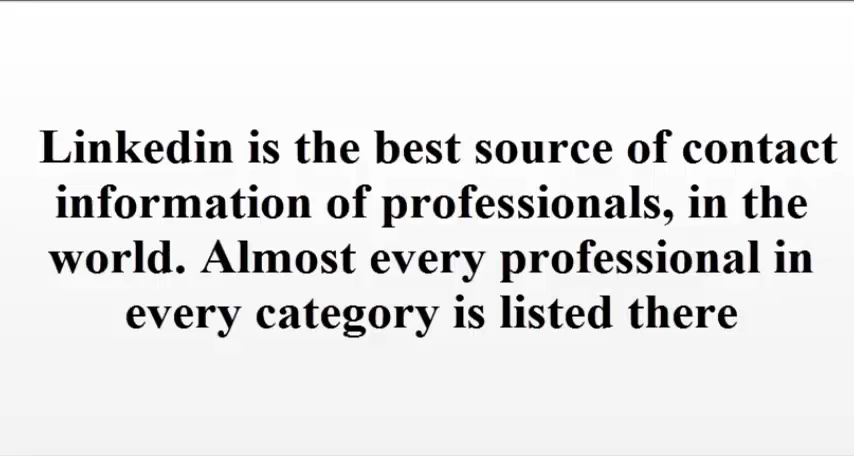 Linkedin is the best source of contact
information of professionals, in the
world. Almost every professional in
every category is listed there